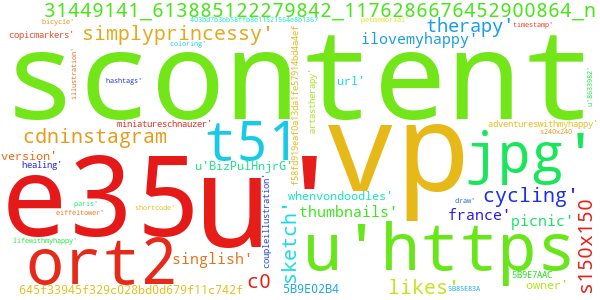 31449141_613885122279842_1176286676452900864_n
bicycle'
copicmarkers'
simplyprincessy'
coloring'
therapy'
timestamp'
ilovemyhappy'
scontent
illustration'
hashtags'
url'
artastherapy'
u'8633982'
miniatureschnauzer'
adventureswithmyhappy'
s240x240
cdninstagram
t51
vp
jpg'
version'
healing'
u'BizPulHnjrG'
e35
u'
whenvondoodles'
cycling'
paris'
shortcode'
eiffeltower'
coupleillustration'
sketch'
thumbnails'
draw'
france'
picnic'
lifewithmyhappy'
ort2
singlish'
u'https
s150x150
c0
5B9E02B4
likes'
5B85E83A
5B9E7AAC
owner'
645f33945f329c028bd0d679f11c742f